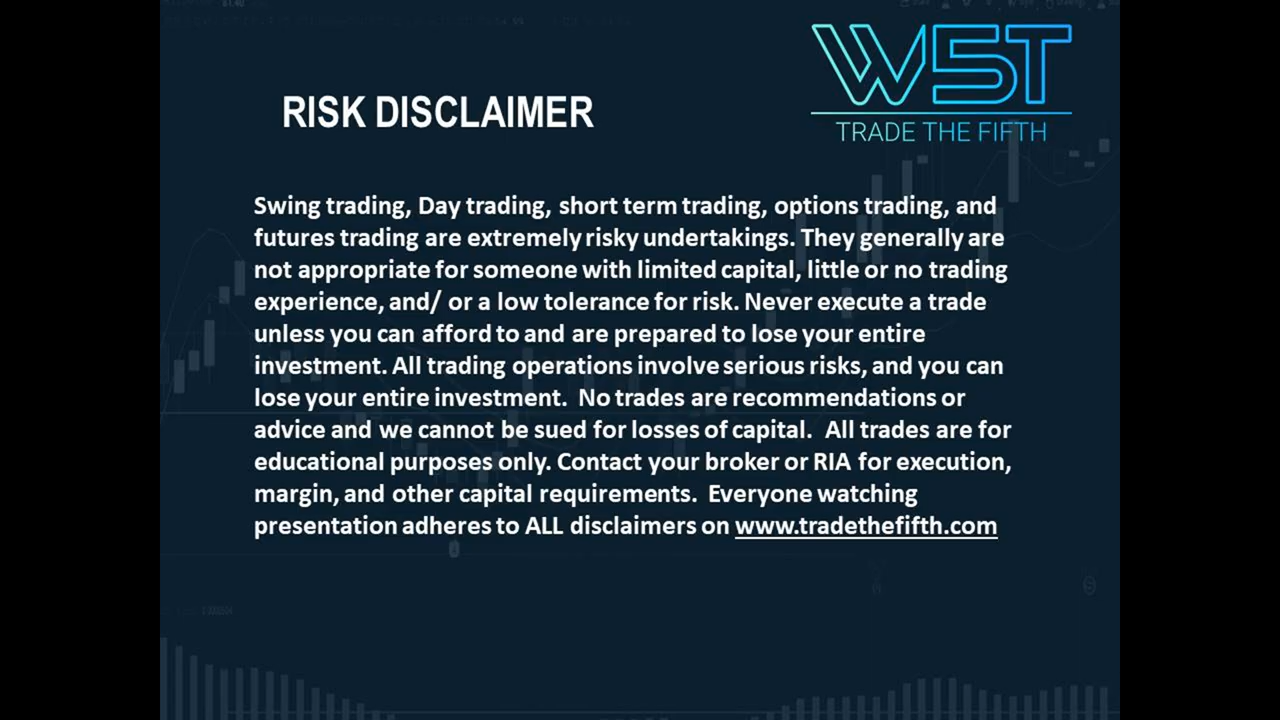 W5T
TRADE THE FIFTH
RISK DISCLAIMER
Swing trading, Day trading, short term trading, options trading, and
futures trading are extremely risky undertakings. They generally are
not appropriate for someone with limited capital, little or no trading
experience, and/ or a low tolerance for risk. Never execute a trade
unless you can afford to and are prepared to lose your entire
investment. All trading operations involve serious risks, and you can
lose your entire investment.  No trades are recommendations or
advice and we cannot be sued for losses of capital.  All trades are for
educational purposes only. Contact your broker or RIA for execution,
margin, and other capital requirements.  Everyone watching
presentation adheres to ALL disclaimers on www.tradethefifth.com